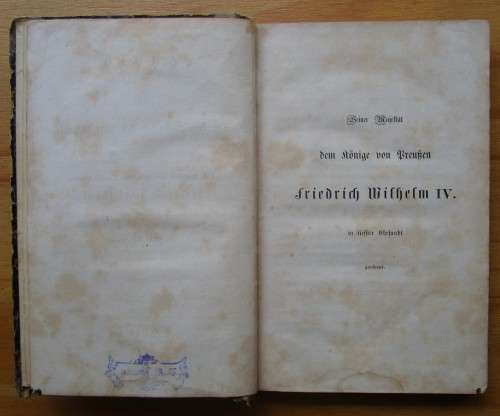 Seiner Majestät
dem Könige von Preußen
Friedrich Wilhelm IV.
in tiefster Ehrfurcht
gewidmet.